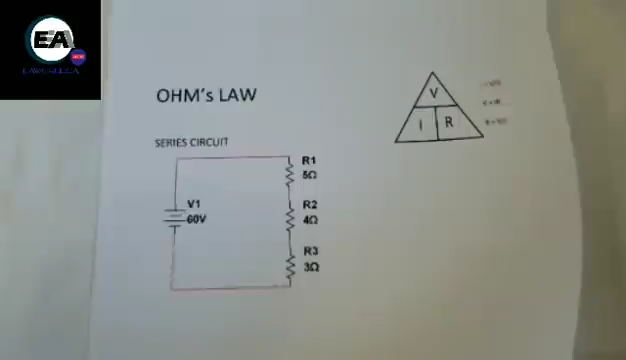 EA
OHM's LAW
V
I R
SERIES CIRCUIT
R1
5Ω
V1
60V
R2
4Ω
R3
3Ω